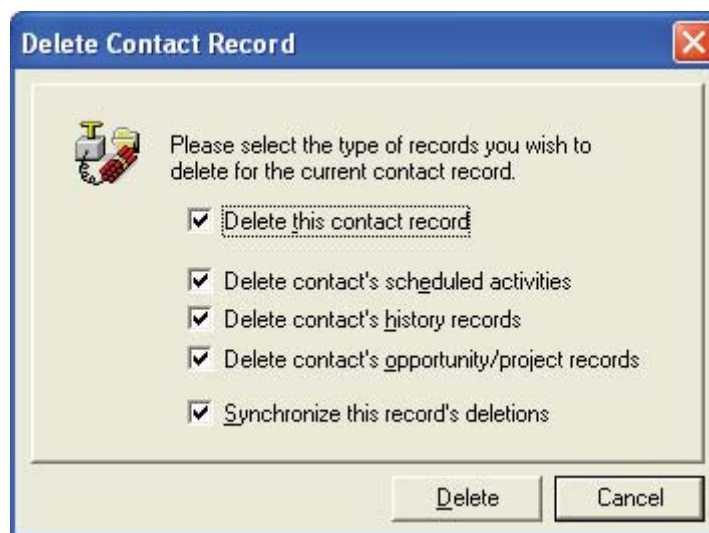 Delete Contact Record
Please select the type of records you wish to
delete for the current contact record.
Delete this contact record
Delete contact's scheduled activities
Delete contact's history records
Delete contact's opportunity/project records
Synchronize this record's deletions
Delete Cancel